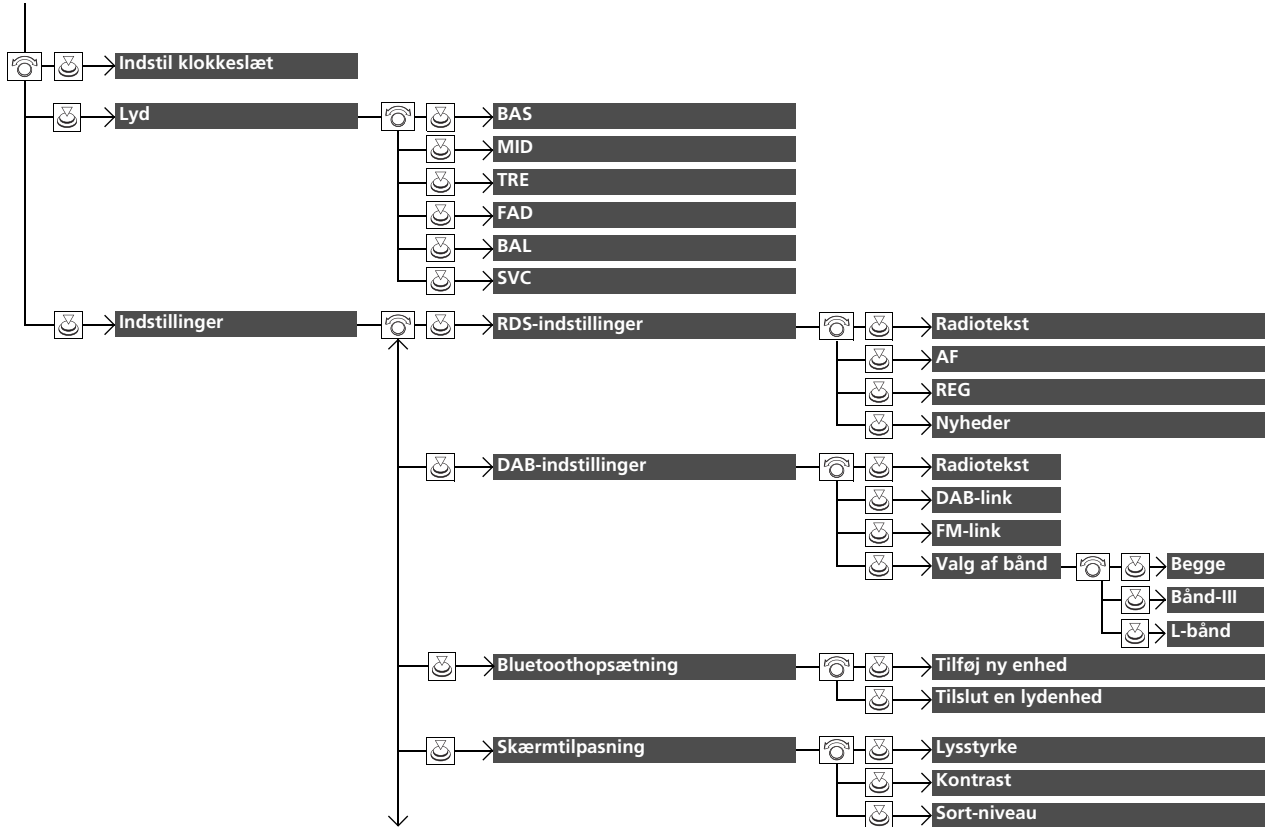 Indstil klokkeslæt
Lyd
BAS
MID
TRE
FAD
BAL
SVC
Indstillinger
RDS-indstillinger
Radiotekst
AF
REG
Nyheder
DAB-indstillinger
Radiotekst
DAB-link
FM-link
Valg af bånd
Begge
Bånd-III
L-bånd
Bluetoothopsætning
Tilføj ny enhed
Tilslut en lydenhed
Skærmtilpasning
Lysstyrke
Kontrast
Sort-niveau